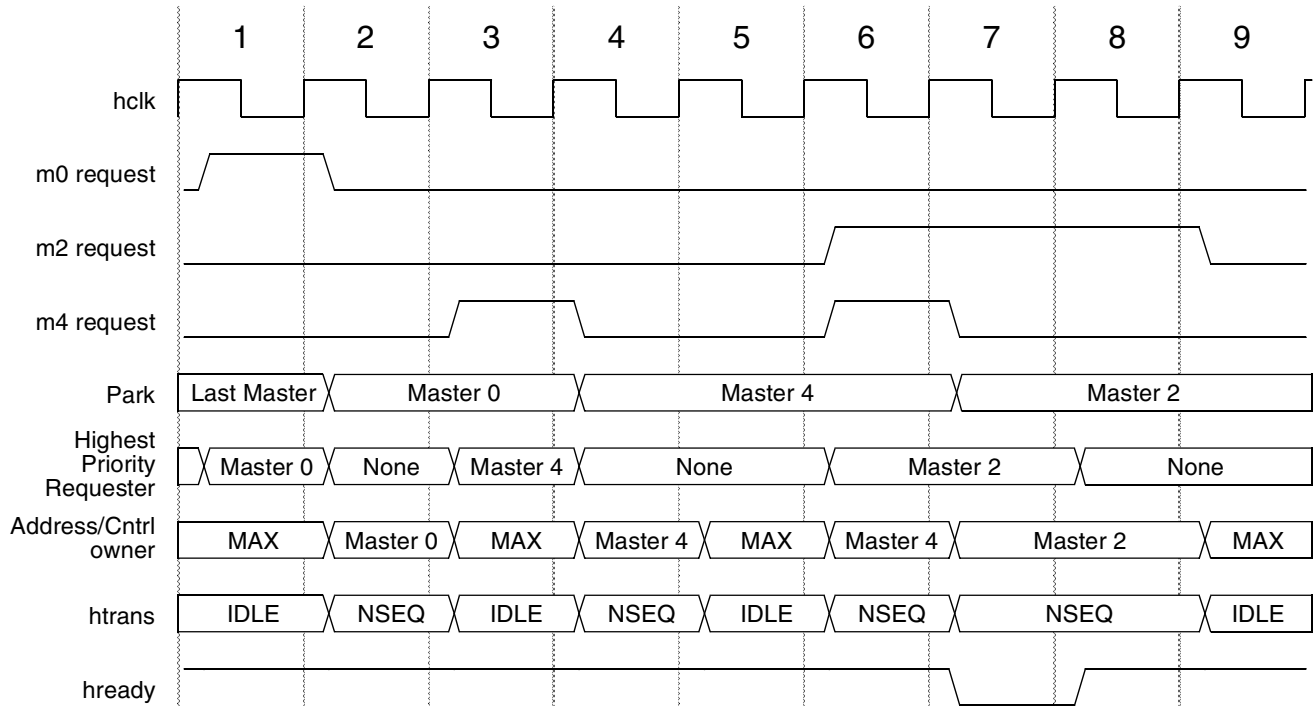 1 2 3 4 5 6 7 8 9
hclk
m0 request
m2 request
m4 request
Park Last Master Master 0 Master 4 Master 2
Highest
Priority
Requester
Master 0 None Master 4 None Master 2 None
Address/Cntrl
owner
MAX Master 0 MAX Master 4 MAX Master 4 Master 2 MAX
htrans IDLE NSEQ IDLE NSEQ IDLE NSEQ NSEQ IDLE
hready